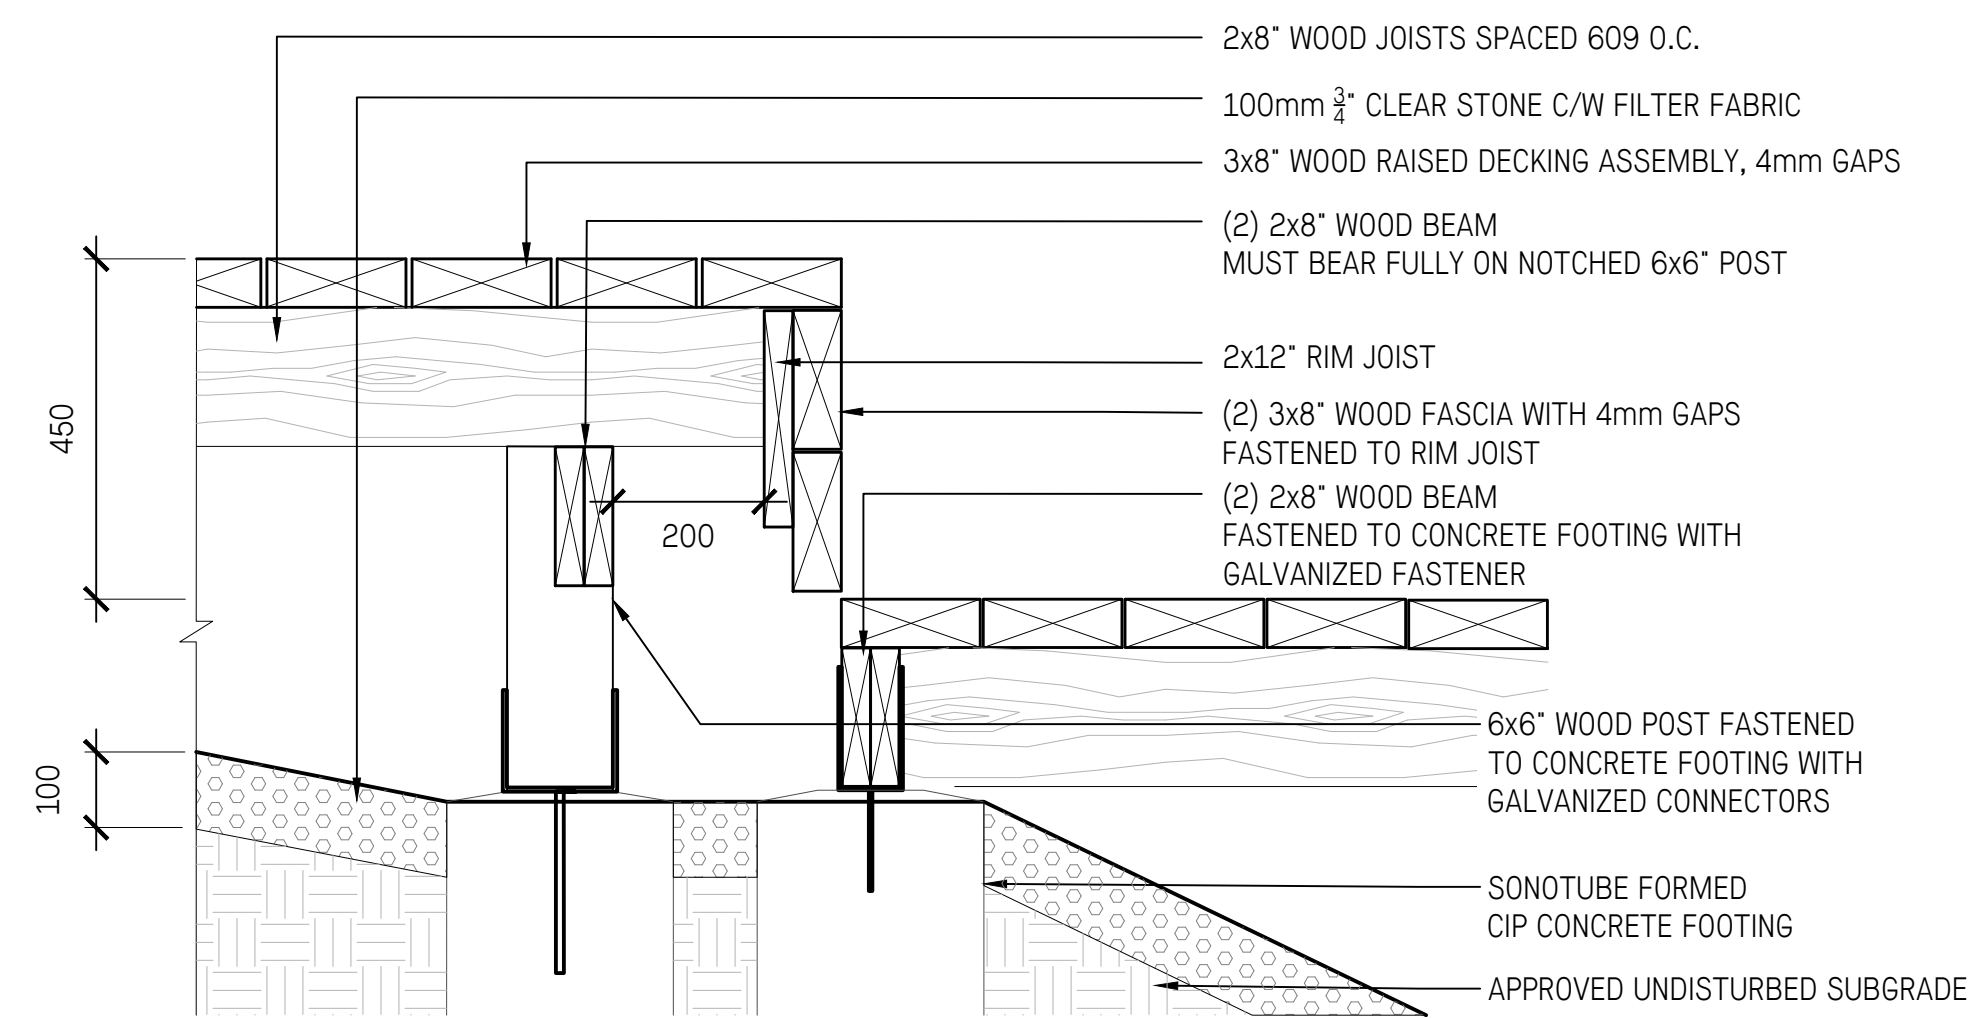 2x8" WOOD JOISTS SPACED 609 O.C.
100mm 3/4" CLEAR STONE C/W FILTER FABRIC
3x8" WOOD RAISED DECKING ASSEMBLY, 4mm GAPS
(2) 2x8" WOOD BEAM
MUST BEAR FULLY ON NOTCHED 6x6" POST
2x12" RIM JOIST
(2) 3x8" WOOD FASCIA WITH 4mm GAPS
FASTENED TO RIM JOIST
(2) 2x8" WOOD BEAM
FASTENED TO CONCRETE FOOTING WITH
GALVANIZED FASTENER
450
200
100
6x6" WOOD POST FASTENED
TO CONCRETE FOOTING WITH
GALVANIZED CONNECTORS
SONOTUBE FORMED
CIP CONCRETE FOOTING
APPROVED UNDISTURBED SUBGRADE